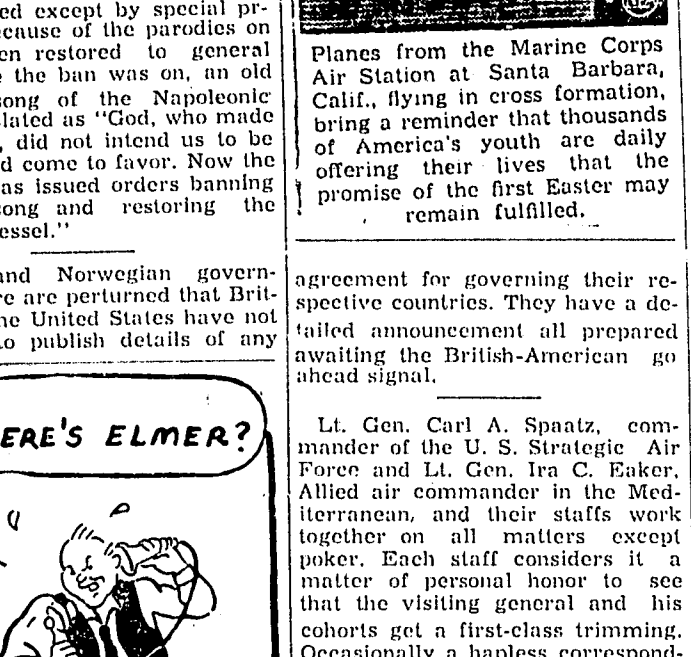 ed except by special pr-
ecause of the parodies on
en restored to general
e the ban was on, an old
song of the Napoleonic
slated as "God, who made
, did not intend us to be
d come to favor. Now the
as issued orders banning
song and restoring the
essel."
and Norwegian govern-
re are perturned that Brit-
he United States have not
to publish details of any
ERE'S ELMER?
Planes from the Marine Corps
Air Station at Santa Barbara,
Calif., flying in cross formation,
bring a reminder that thousands
of America's youth are daily
offering their lives that the
promise of the first Easter may
remain fulfilled.
agreement for governing their re-
spective countries. They have a de-
tailed announcement all prepared
awaiting the British-American go
ahead signal.
Lt. Gen. Carl A. Spaatz, com-
mander of the U. S. Strategic Air
Force and Lt. Gen. Ira C. Eaker,
Allied air commander in the Med-
iterranean, and their staffs work
together on all matters except
poker. Each staff considers it a
matter of personal honor to see
that the visiting general and his
cohorts get a first-class trimming.
Occasionally a hapless correspond-